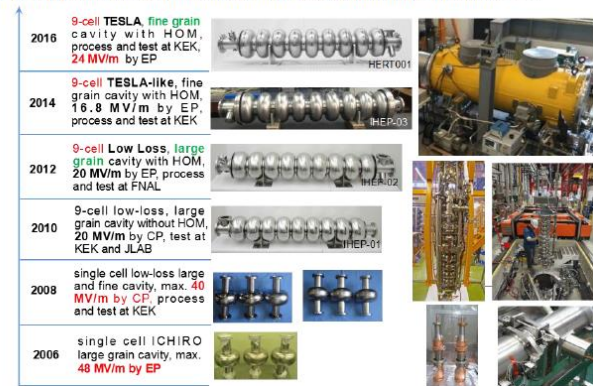 2016
9-cell TESLA, fine grain
cavity with HOM,
process and test at KEK,
24 MV/m by EP
HERT001
2014
9-cell TESLA-like, fine
grain cavity with HOM,
16.8 MV/m by EP,
process and test at KEK
IHEP-03
2012
9-cell Low Loss, large
grain cavity with HOM,
20 MV/m by EP, process
and test at FNAL
IHEP-02
2010
9-cell low-loss, large
grain cavity without HOM,
20 MV/m by CP, test at
KEK and JLAB
IHEP-01
2008
single cell low-loss large
and fine cavity, max. 40
MV/m by CP, process
and test at KEK
2006
single cell ICHIRO
large grain cavity, max.
48 MV/m by EP